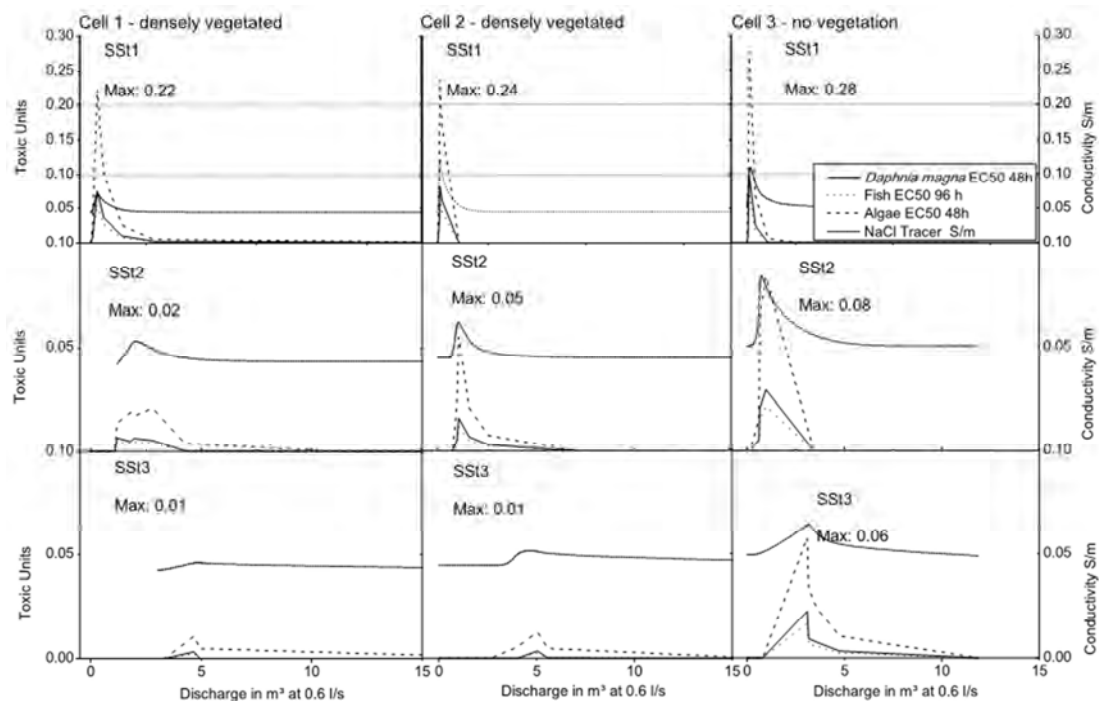 Cell 1 - densely vegetated
Cell 2 - densely vegetated
Cell 3 - no vegetation
0.30
0.25
0.20
0.15
0.10
0.05
0.10
Toxic Units
SSt1
Max: 0.22
SSt1
Max: 0.24
SSt1
Max: 0.28
Daphnia magna EC50 48h
Fish EC50 96 h
Algae EC50 48h
NaCl Tracer S/m
0.30
0.25
0.20
0.15
0.10
0.05
0.10
Conductivity S/m
0.05
0.10
Toxic Units
SSt2
Max: 0.02
SSt2
Max: 0.05
SSt2
Max: 0.08
0.05
0.10
Conductivity S/m
0.05
0.00
Toxic Units
SSt3
Max: 0.01
SSt3
Max: 0.01
SSt3
Max: 0.06
0.05
0.00
Conductivity S/m
0 5 10 15
0 5 10 15
0 5 10 15
Discharge in m³ at 0.6 l/s
Discharge in m³ at 0.6 l/s
Discharge in m³ at 0.6 l/s